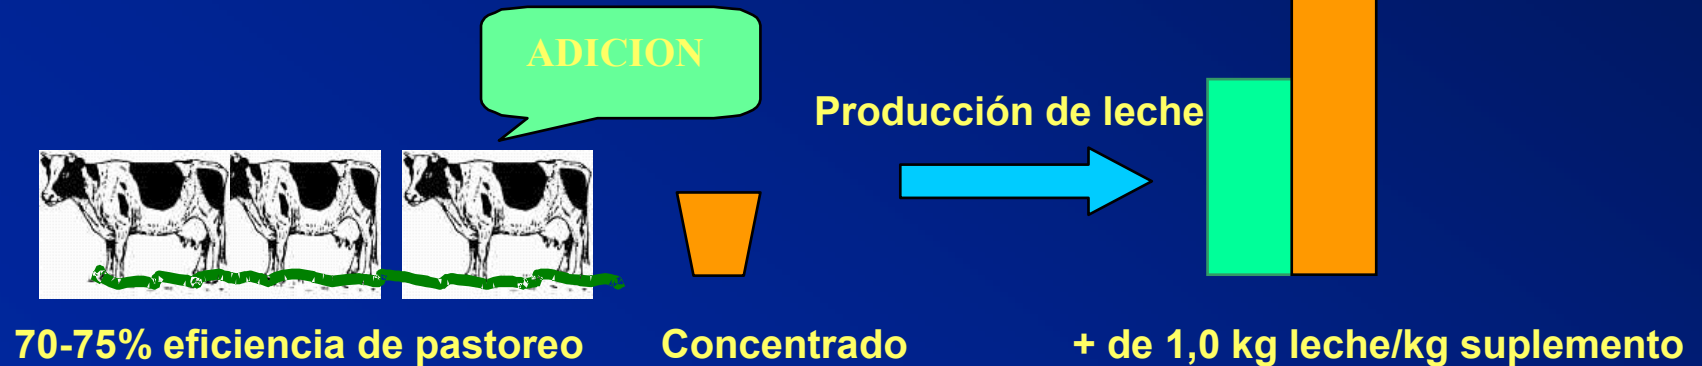 ADICION
Producción de leche
70-75% eficiencia de pastoreo
Concentrado
+ de 1,0 kg leche/kg suplemento